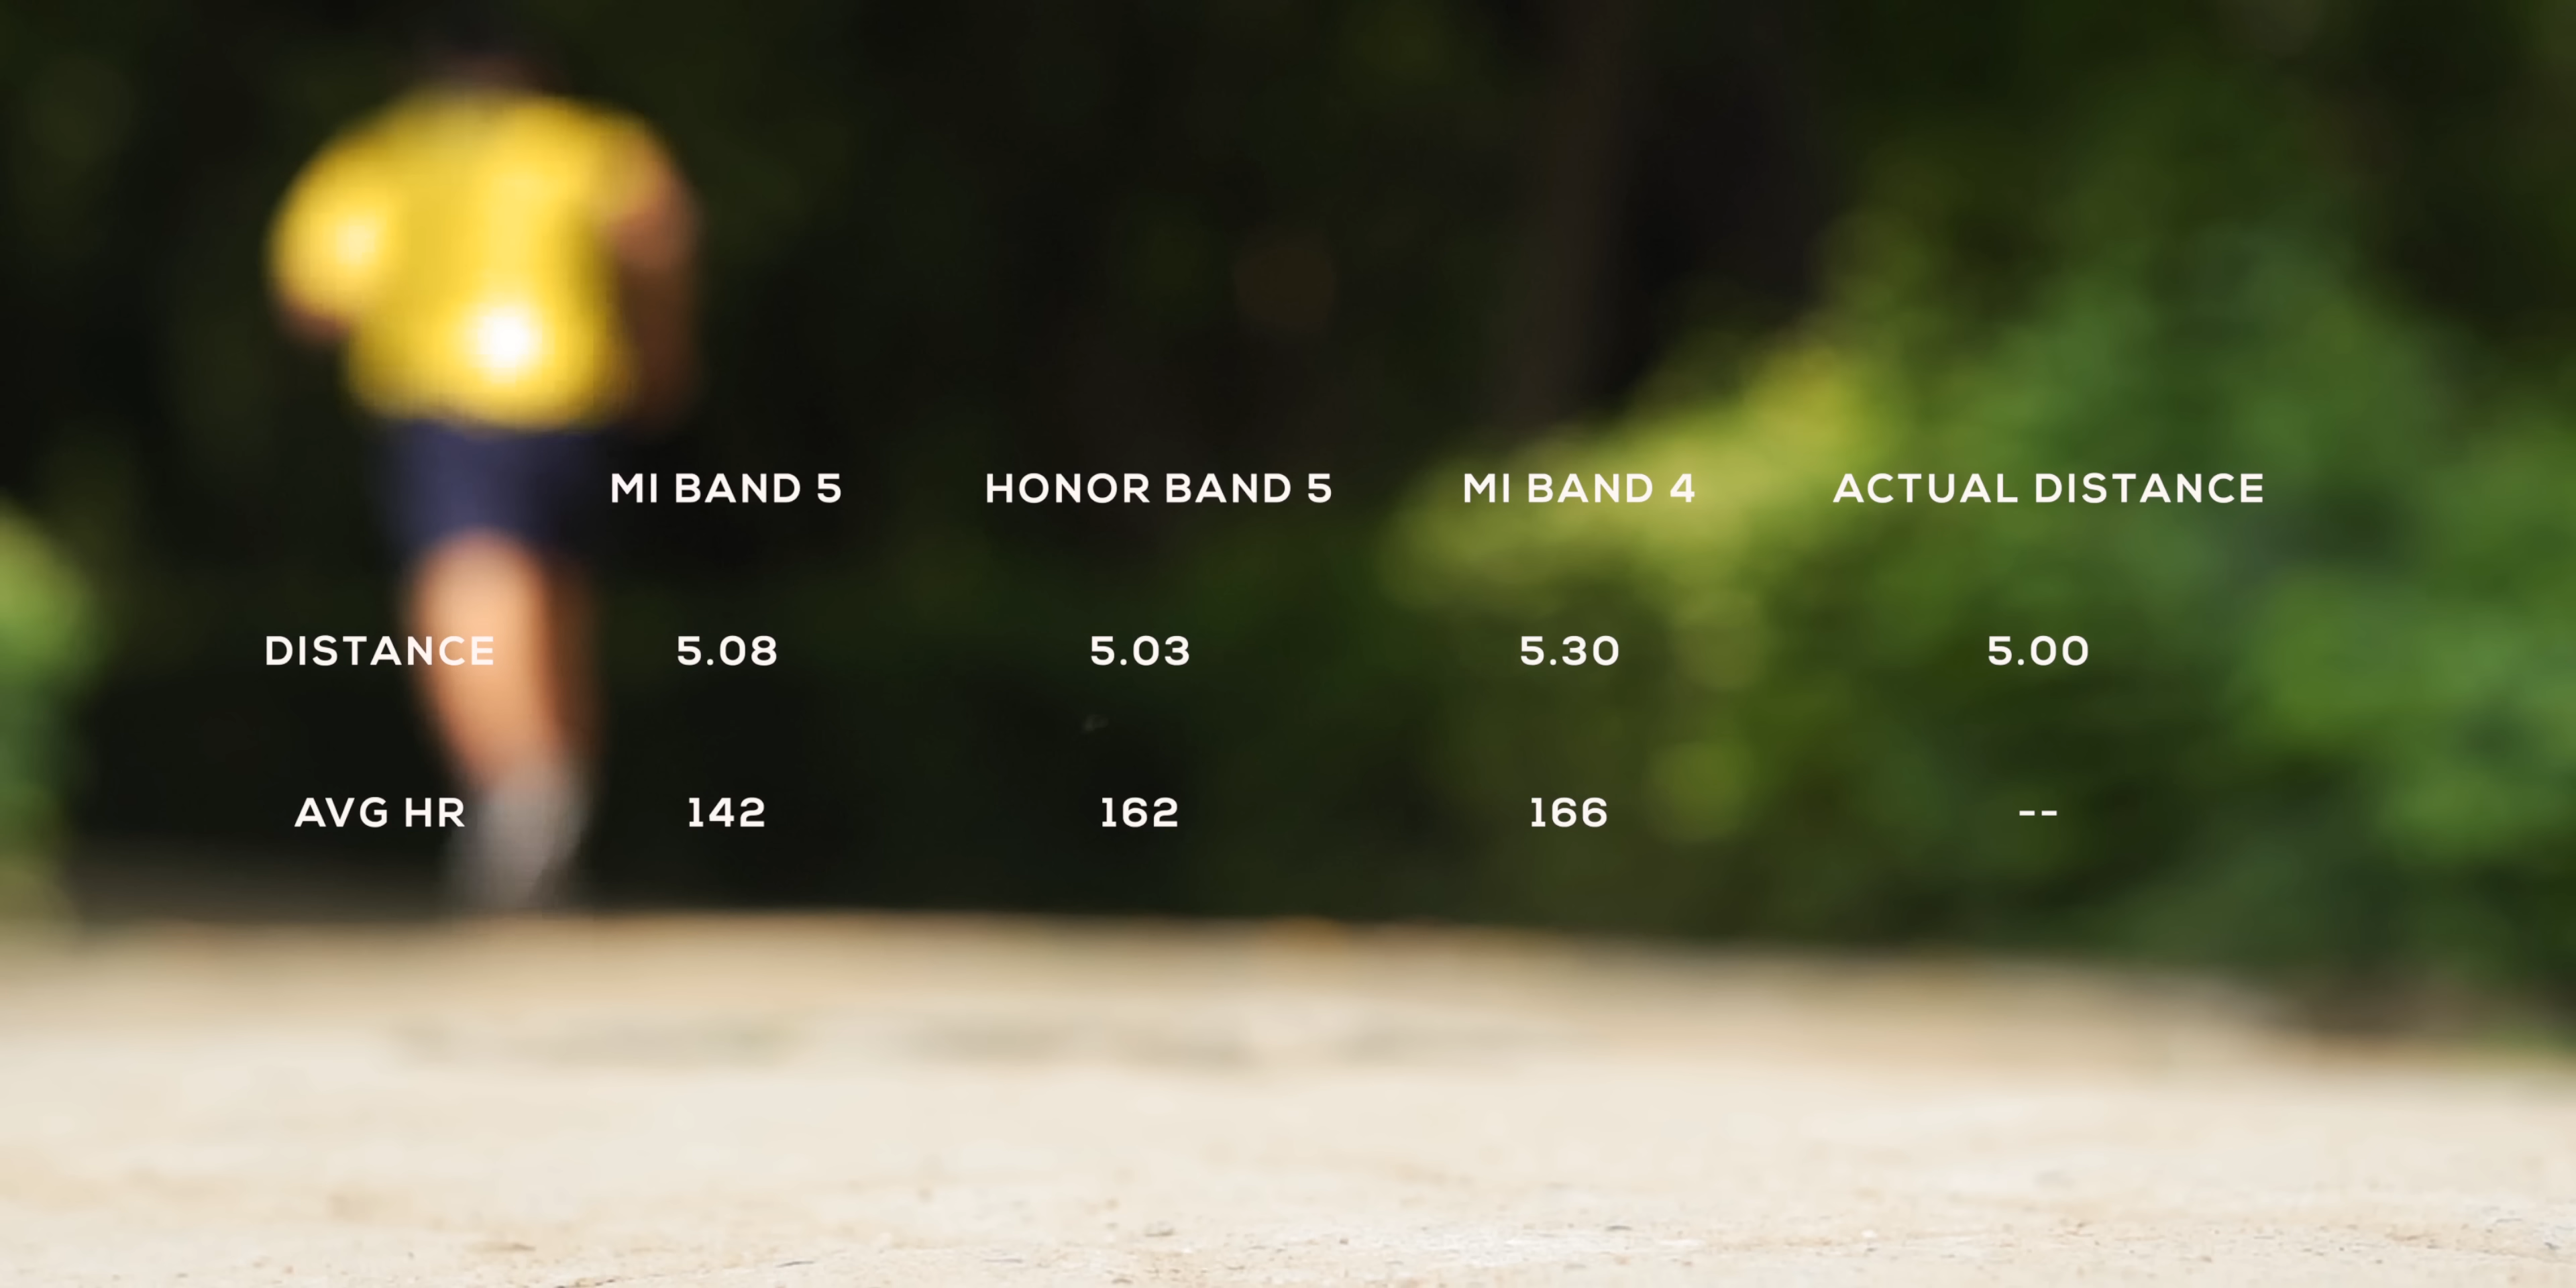 MI BAND 5 HONOR BAND 5 MI BAND 4 ACTUAL DISTANCE
DISTANCE 5.08 5.03 5.30 5.00
AVG HR 142 162 166 --